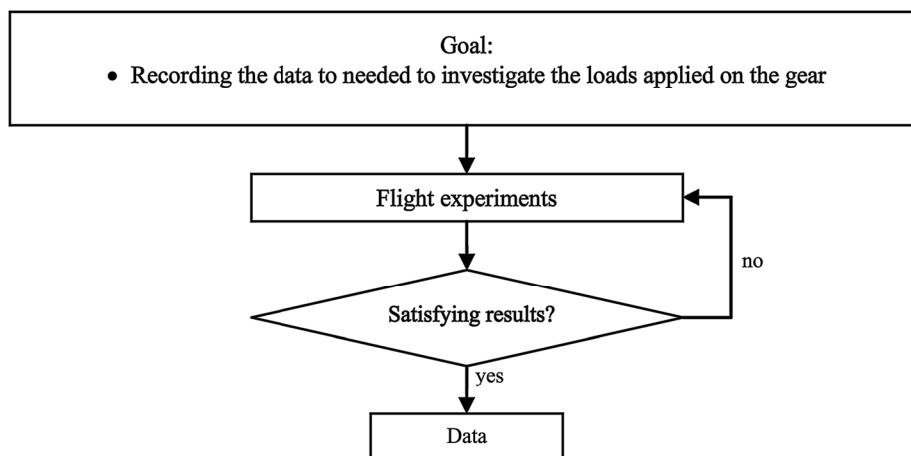 Goal:
• Recording the data to needed to investigate the loads applied on the gear
Flight experiments
no
Satisfying results?
yes
Data